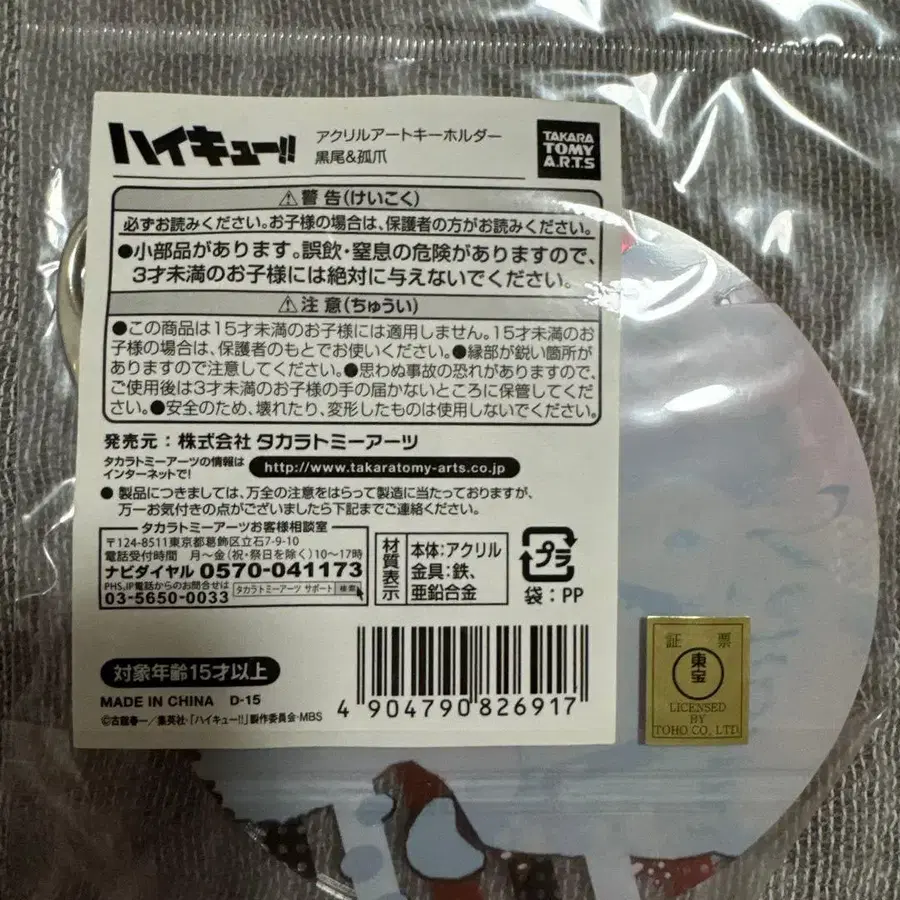 ハイキュー!!
アクリルアートキーホルダー
黒尾&孤爪
TAKARA
TOMY
A.R.T.S
⚠警告(けいこく)
必ずお読みください。お子様の場合は、保護者の方がお読みください。
●小部品があります。誤飲・窒息の危険がありますので、
3才未満のお子様には絶対に与えないでください。
⚠注意(ちゅうい)
●この商品は15才未満のお子様には適用しません。15才未満のお
子様の場合は、保護者のもとでお使いください。●縁部が鋭い箇所が
ありますので注意してください。●思わぬ事故の恐れがありますので、
ご使用後は3才未満のお子様の手の届かないところに保管してくだ
さい。●安全のため、壊れたり、変形したものは使用しないでください。
発売元:株式会社 タカラトミーアーツ
タカラトミーアーツの情報は
インターネットで!
http://www.takaratomy-arts.co.jp
●製品につきましては、万全の注意をはらって製造に当たっておりますが、
万一お気付きの点がございましたら下記までご連絡ください。
タカラトミーアーツお客様相談室
〒124-8511東京都葛飾区立石7-9-10
電話受付時間 月〜金(祝・祭日を除く)10〜17時
ナビダイヤル 0570-041173
PHS、IP電話からのお問合せは
03-5650-0033
タカラトミーアーツ サポート 検索
材質表示
本体:アクリル
金具:鉄、
亜鉛合金
プラ
袋:PP
対象年齢15才以上
MADE IN CHINA D-15
©古舘春一/集英社・「ハイキュー!!」製作委員会・MBS
4 904790 826917
証 票
東宝
LICENSED
BY
TOHO CO., LTD.